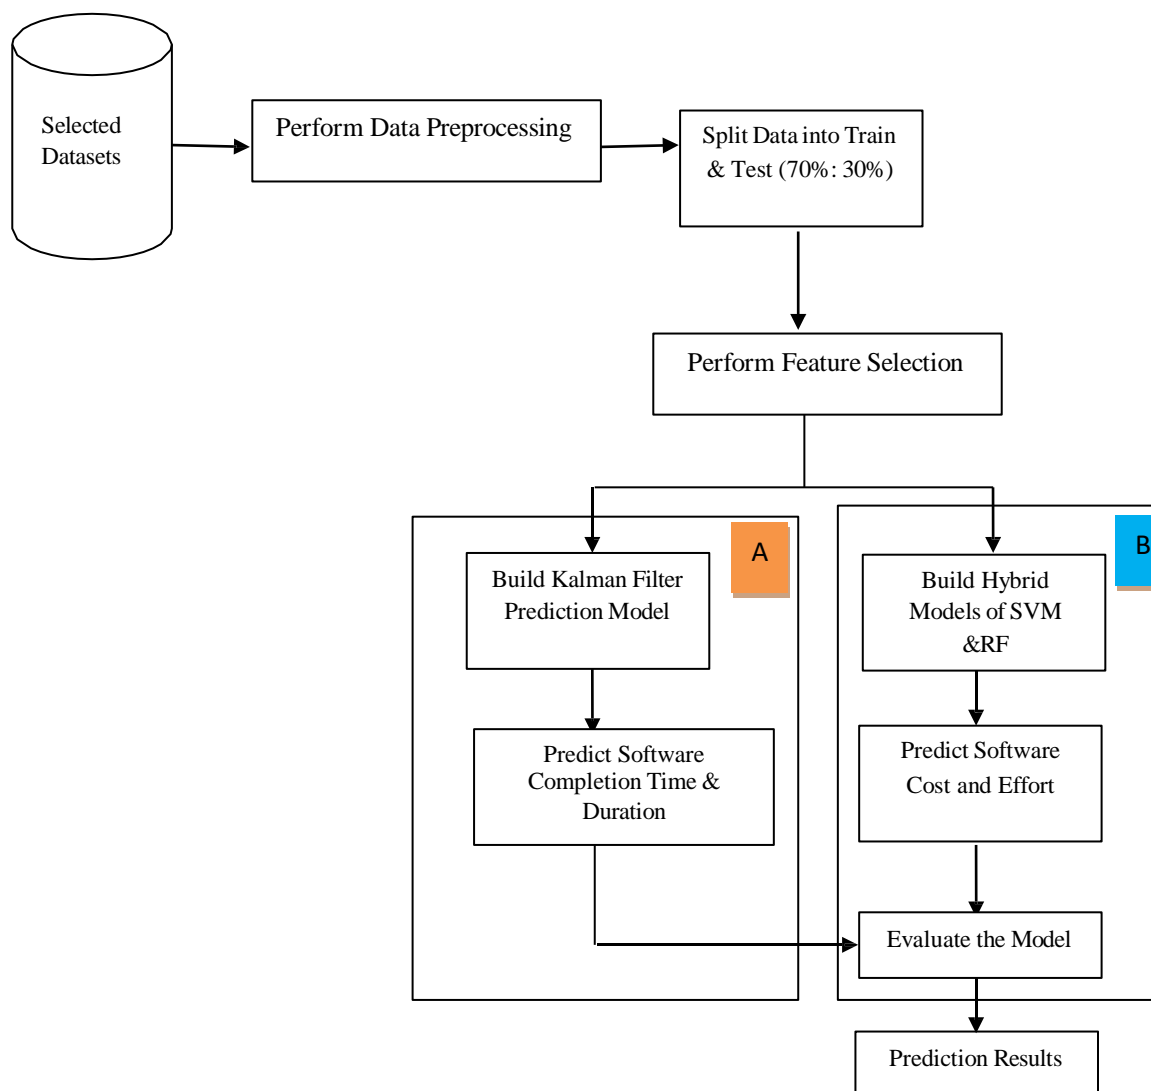 Selected
Datasets
Perform Data Preprocessing
Split Data into Train
& Test (70%: 30%)
Perform Feature Selection
A
Build Kalman Filter
Prediction Model
Predict Software
Completion Time &
Duration
B
Build Hybrid
Models of SVM
&RF
Predict Software
Cost and Effort
Evaluate the Model
Prediction Results